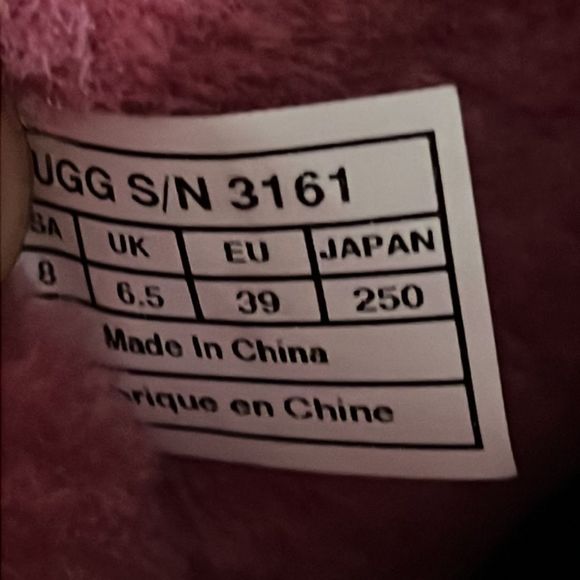 UGG S/N 3161
SA UK EU JAPAN
8 6.5 39 250
Made In China
rique en Chine